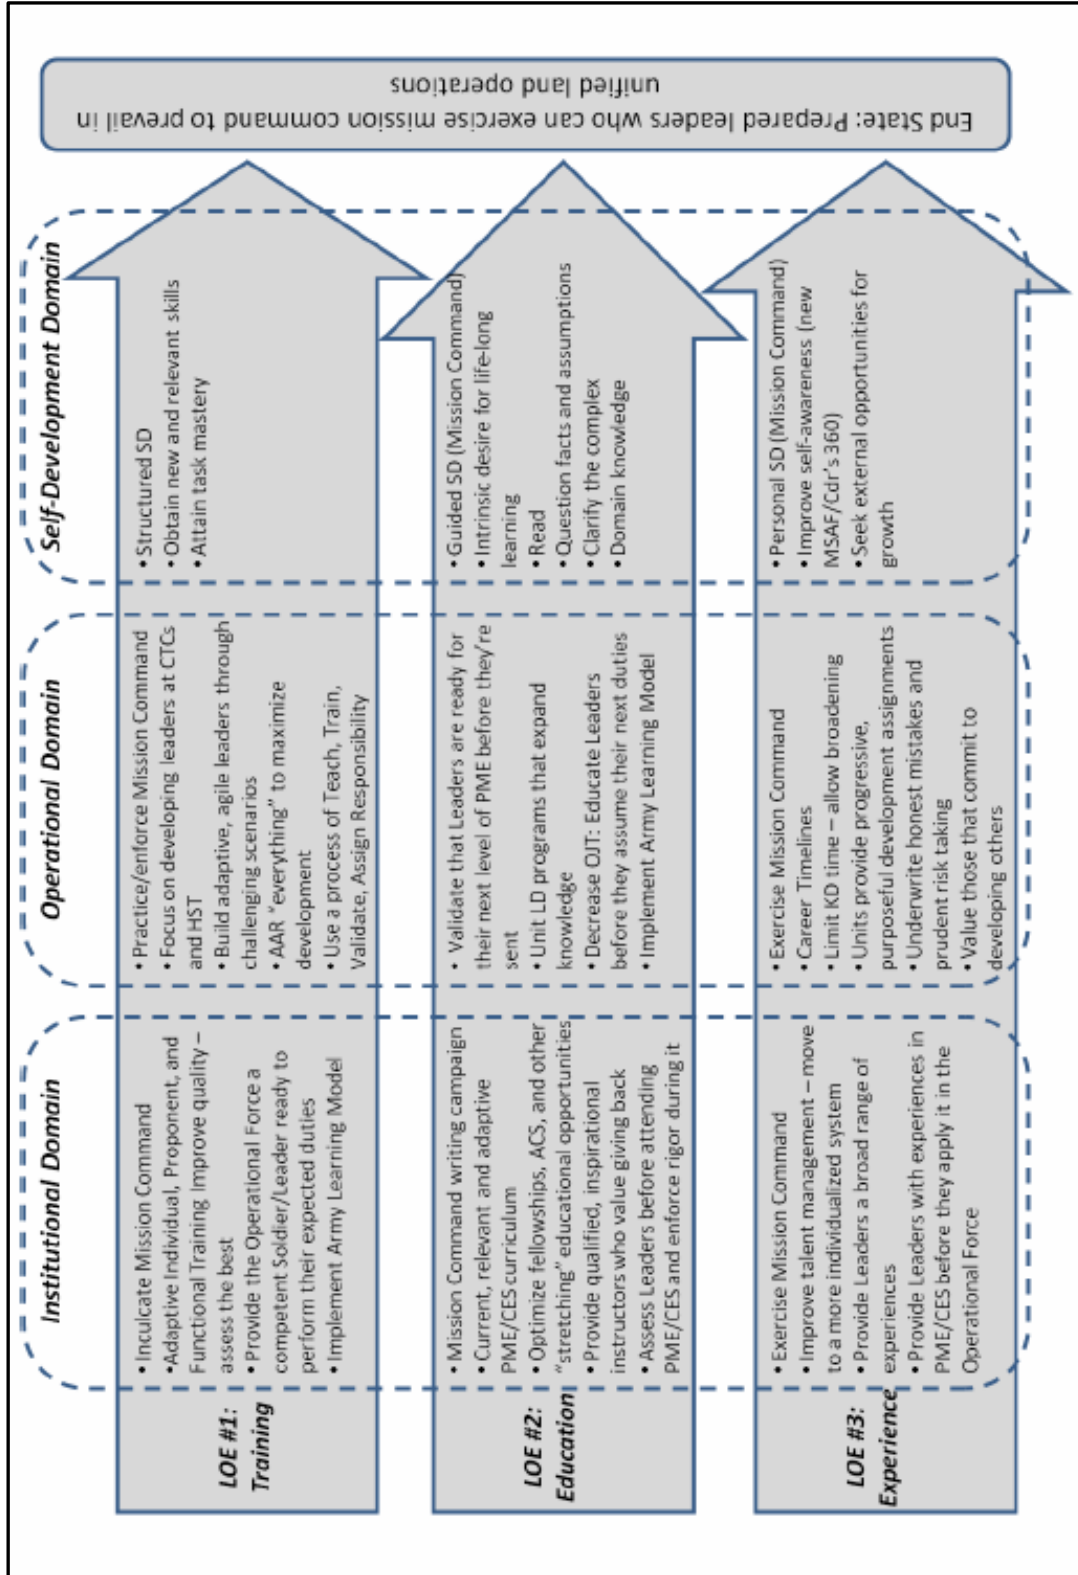 Institutional Domain
Operational Domain
Self-Development Domain
LOE #1:
Training
• Inculcate Mission Command
•Adaptive Individual, Proponent, and
Functional Training Improve quality –
assess the best
• Provide the Operational Force a
competent Soldier/Leader ready to
perform their expected duties
• Implement Army Learning Model
• Practice/enforce Mission Command
• Focus on developing leaders at CTCs
and HST
• Build adaptive, agile leaders through
challenging scenarios
• AAR "everything" to maximize
development
• Use a process of Teach, Train,
Validate, Assign Responsibility
• Structured SD
• Obtain new and relevant skills
• Attain task mastery
LOE #2:
Education
• Mission Command writing campaign
• Current, relevant and adaptive
PME/CES curriculum
• Optimize fellowships, ACS, and other
"stretching" educational opportunities
• Provide qualified, inspirational
instructors who value giving back
• Assess Leaders before attending
PME/CES and enforce rigor during it
• Validate that Leaders are ready for
their next level of PME before they're
sent
• Unit LD programs that expand
knowledge
• Decrease OJT: Educate Leaders
before they assume their next duties
• Implement Army Learning Model
• Guided SD (Mission Command)
• Intrinsic desire for life-long
learning
• Read
• Question facts and assumptions
• Clarify the complex
• Domain knowledge
LOE #3:
Experience
• Exercise Mission Command
• Improve talent management – move
to a more individualized system
• Provide Leaders a broad range of
experiences
• Provide Leaders with experiences in
PME/CES before they apply it in the
Operational Force
• Exercise Mission Command
• Career Timelines
• Limit KD time – allow broadening
• Units provide progressive,
purposeful development assignments
• Underwrite honest mistakes and
prudent risk taking
• Value those that commit to
developing others
• Personal SD (Mission Command)
• Improve self-awareness (new
MSAF/Cdr's 360)
• Seek external opportunities for
growth
End State: Prepared leaders who can exercise mission command to prevail in
unified land operations